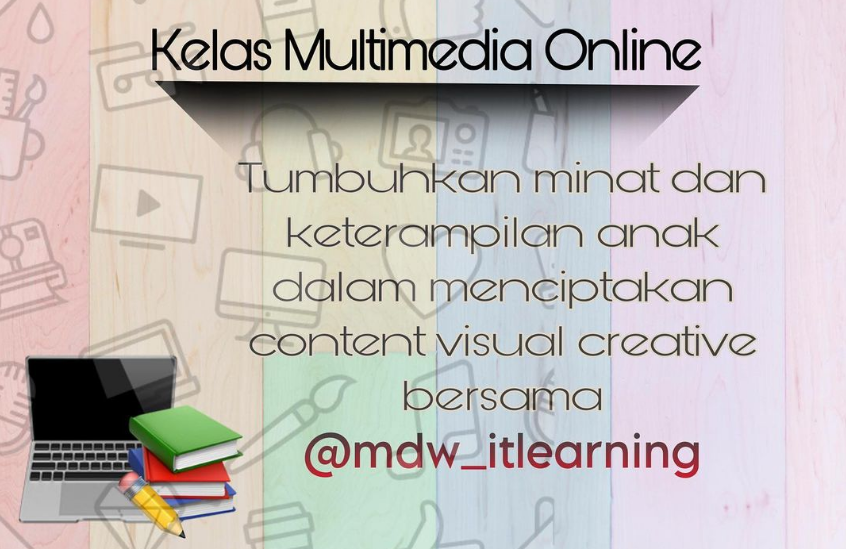 Kelas Multimedia Online
Tumbuhkan minat dan
keterampilan anak
dalam menciptakan
content visual creative
bersama
@mdw_itlearning